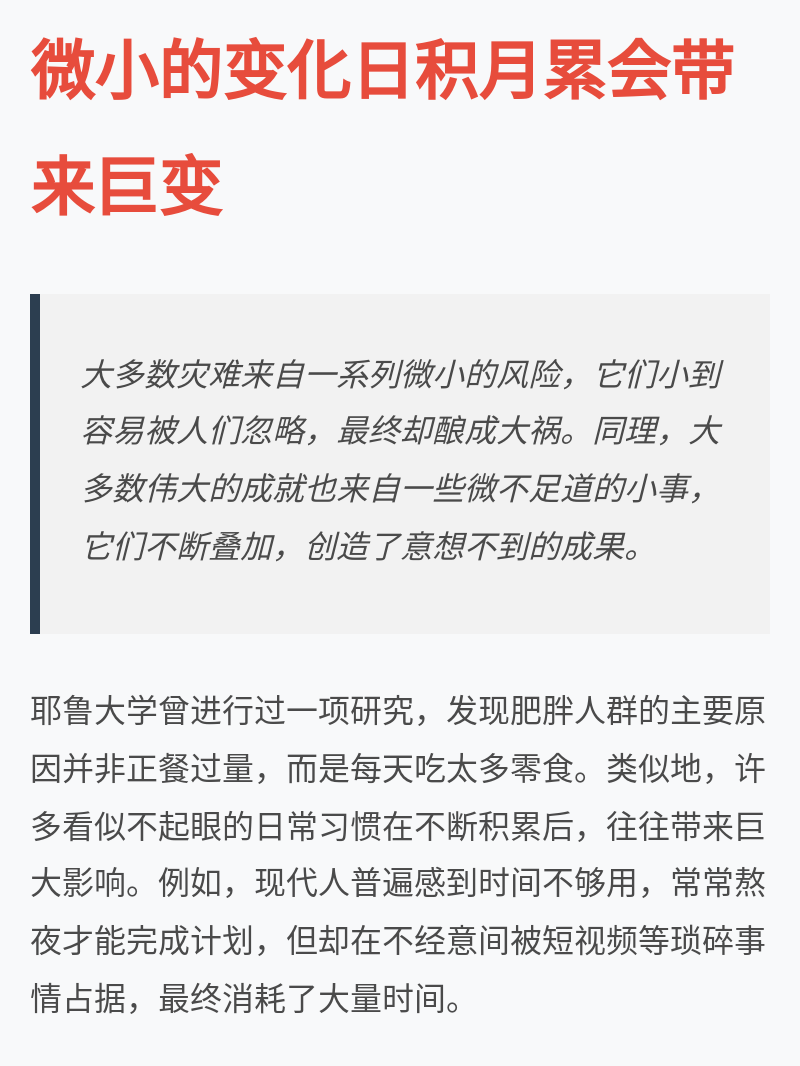 微小的变化日积月累会带
来巨变
大多数灾难来自一系列微小的风险，它们小到
容易被人们忽略，最终却酿成大祸。同理，大
多数伟大的成就也来自一些微不足道的小事，
它们不断叠加，创造了意想不到的成果。
耶鲁大学曾进行过一项研究，发现肥胖人群的主要原
因并非正餐过量，而是每天吃太多零食。类似地，许
多看似不起眼的日常习惯在不断积累后，往往带来巨
大影响。例如，现代人普遍感到时间不够用，常常熬
夜才能完成计划，但却在不经意间被短视频等琐碎事
情占据，最终消耗了大量时间。